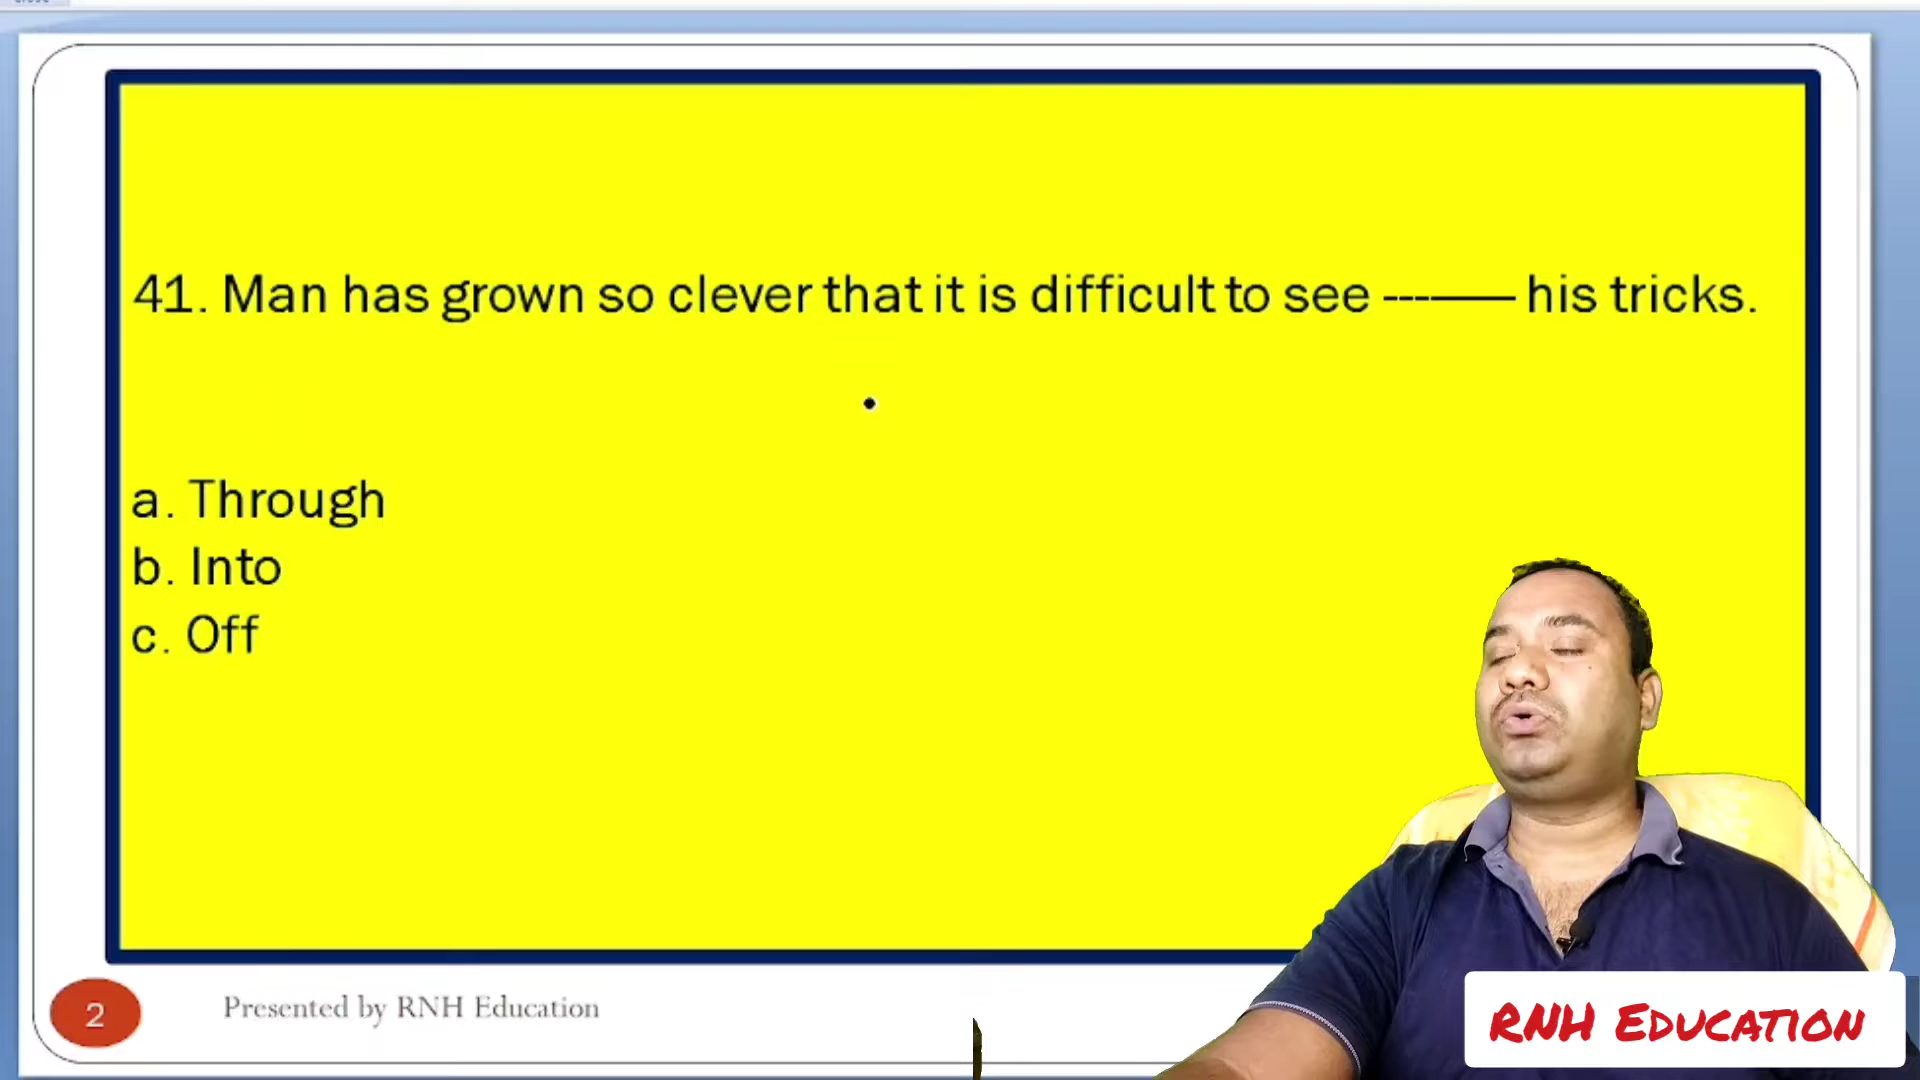 41. Man has grown so clever that it is difficult to see ---—— his tricks.
a. Through
b. Into
c. Off
2
Presented by RNH Education
RNH EDUCATION